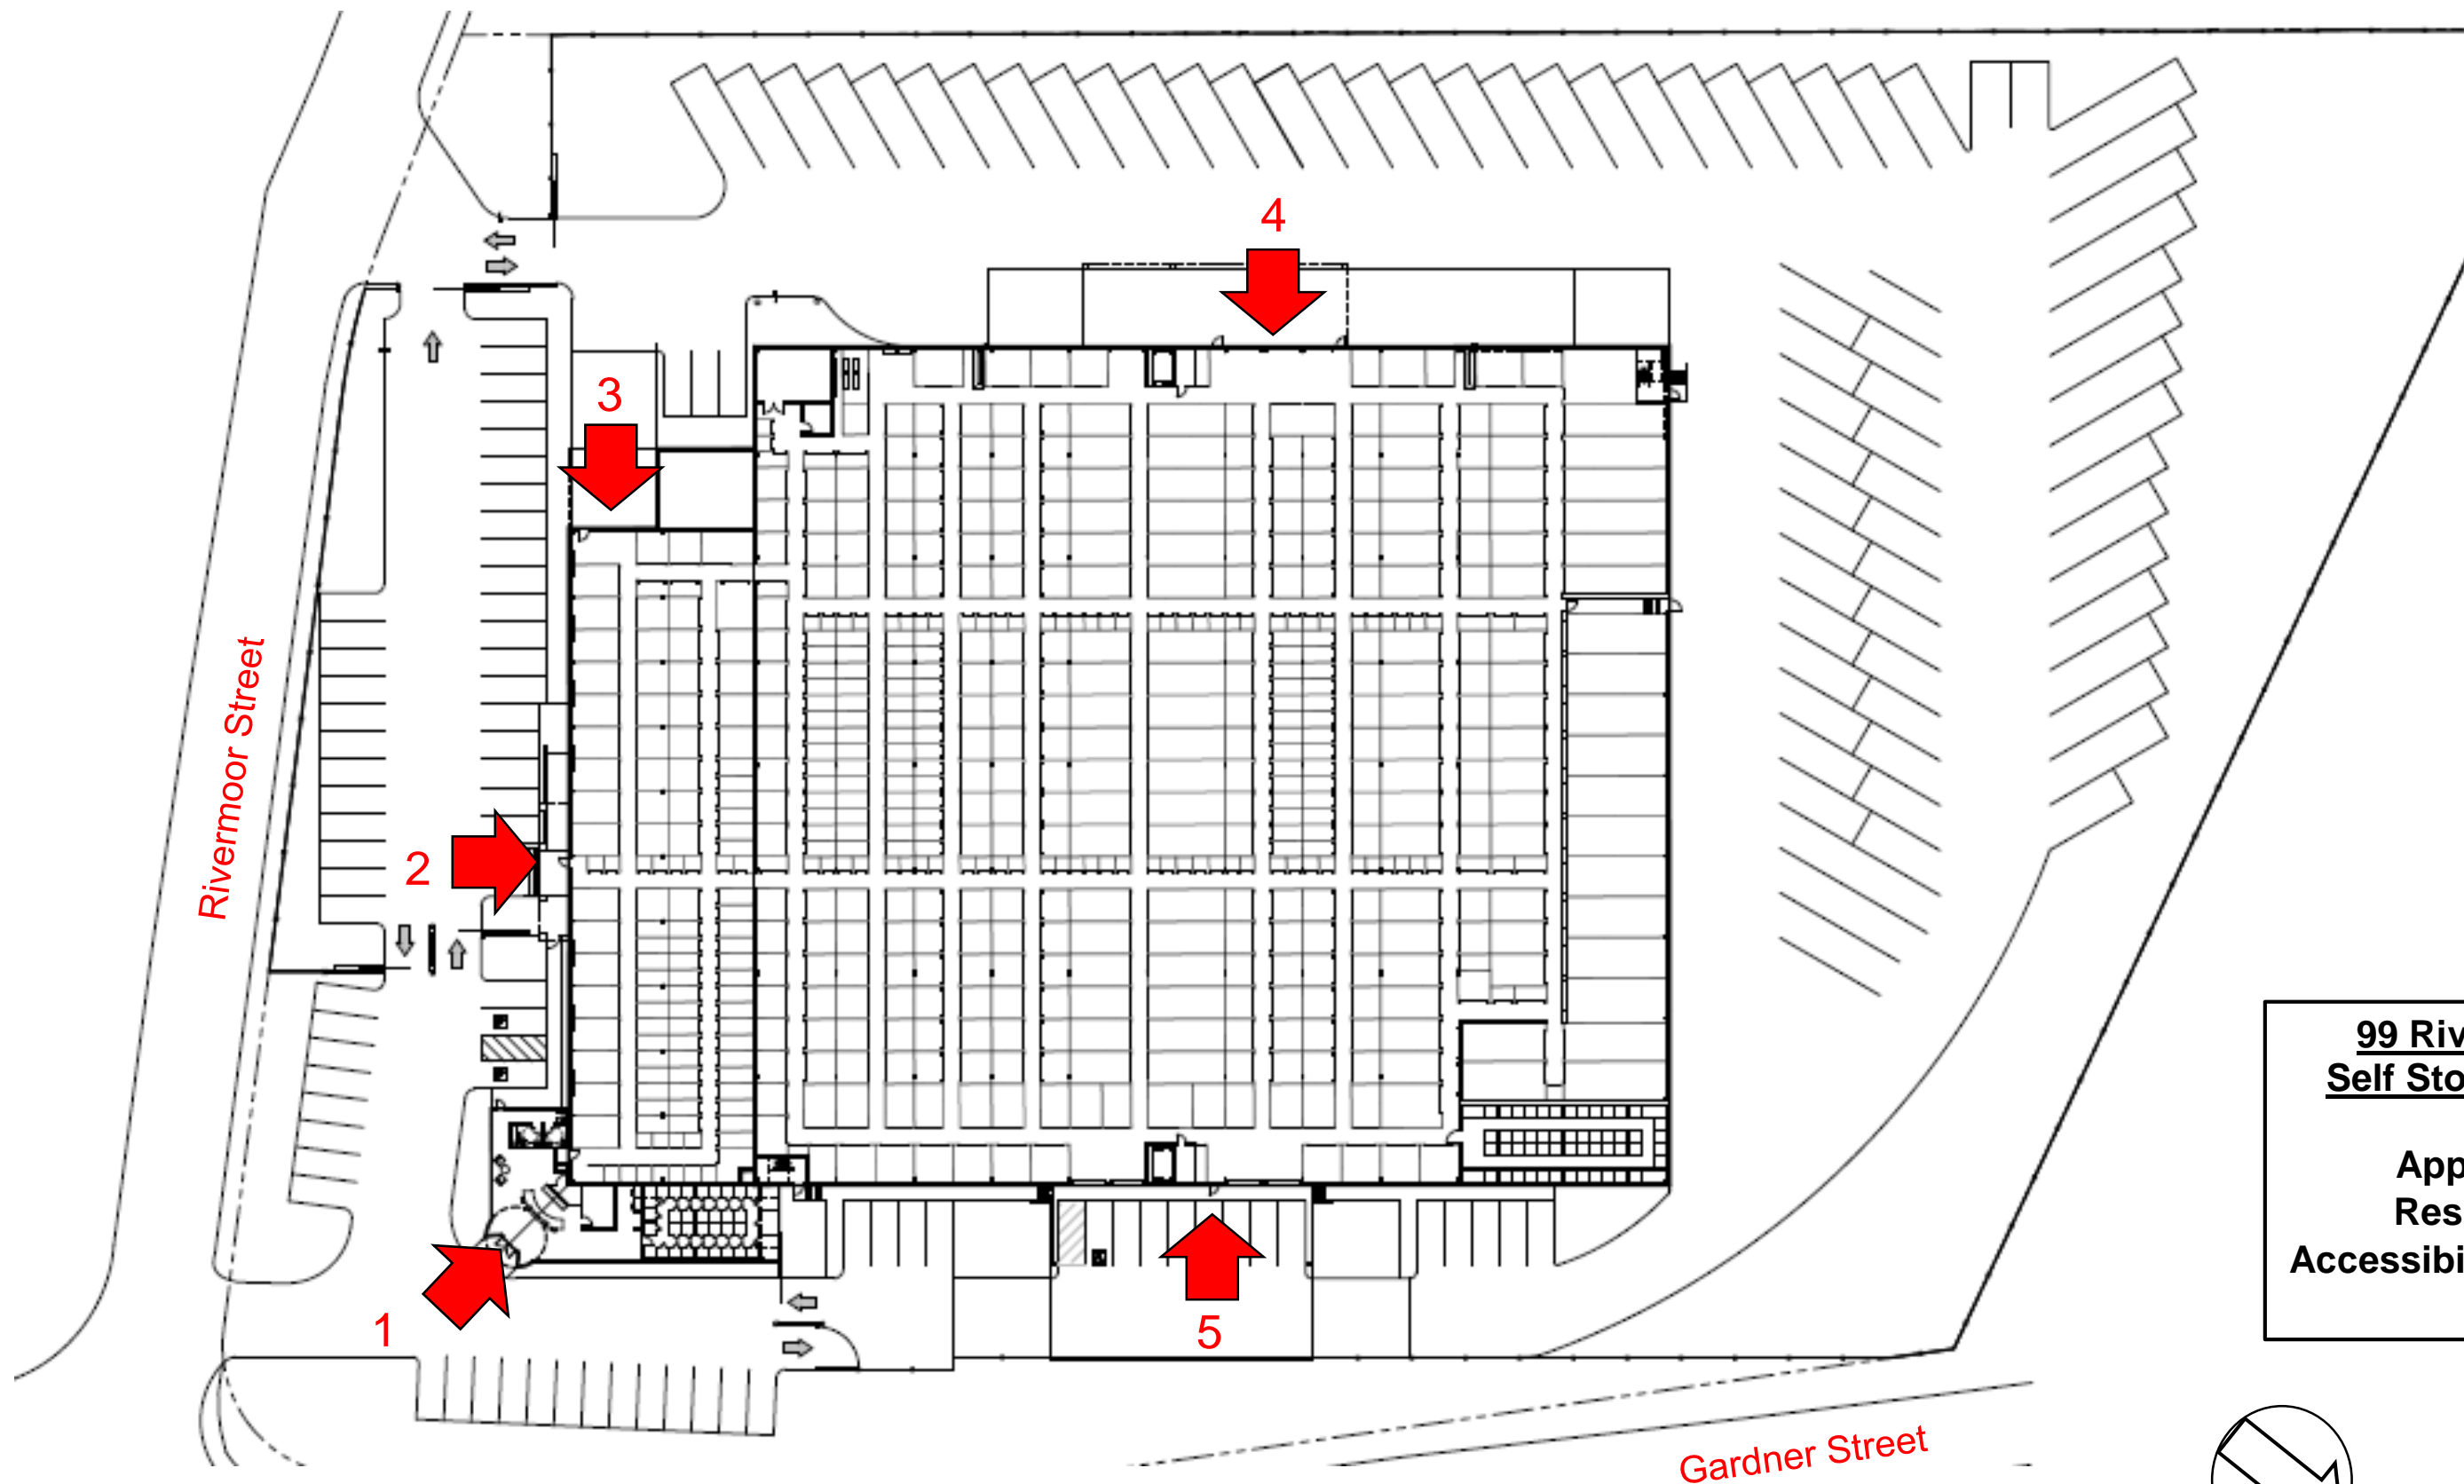 4
3
Rivermoor Street
2
99 Riv
Self Sto
App
Res
Accessibi
1
5
Gardner Street